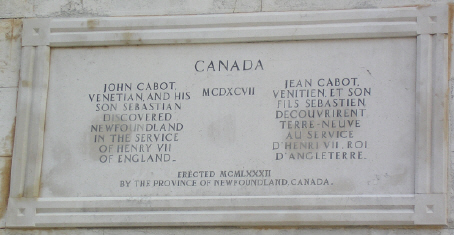 CANADA
MCDXCVII
JOHN CABOT,
VENETIAN, AND HIS
SON SEBASTIAN
DISCOVERED
NEWFOUNDLAND
IN THE SERVICE
OF HENRY VII
OF ENGLAND_
JEAN CABOT,
VENITIEN, ET SON
FILS SEBASTIEN,
DECOUVRIRENT
TERRE-NEUVE
AU SERVICE
D'HENRI VII, ROI
D'ANGLETERRE.
ERECTED MCMLXXXII
BY THE PROVINCE OF NEWFOUNDLAND, CANADA.